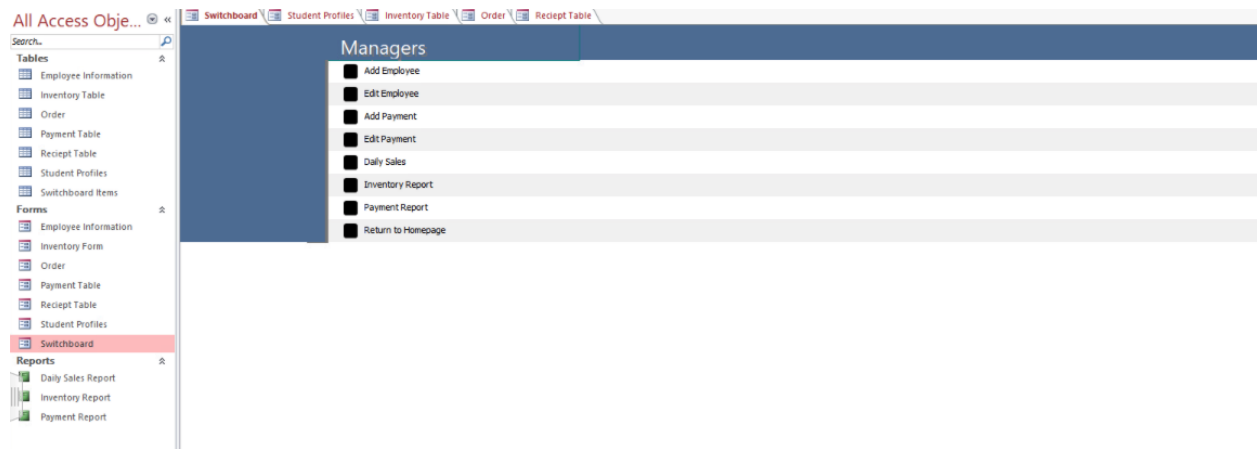 All Access Obje... «
Search...
Tables
Employee Information
Inventory Table
Order
Payment Table
Reciept Table
Student Profiles
Switchboard Items
Forms
Employee Information
Inventory Form
Order
Payment Table
Reciept Table
Student Profiles
Switchboard
Reports
Daily Sales Report
Inventory Report
Payment Report
Switchboard Student Profiles Inventory Table Order Reciept Table
Managers
Add Employee
Edit Employee
Add Payment
Edit Payment
Daily Sales
Inventory Report
Payment Report
Return to Homepage